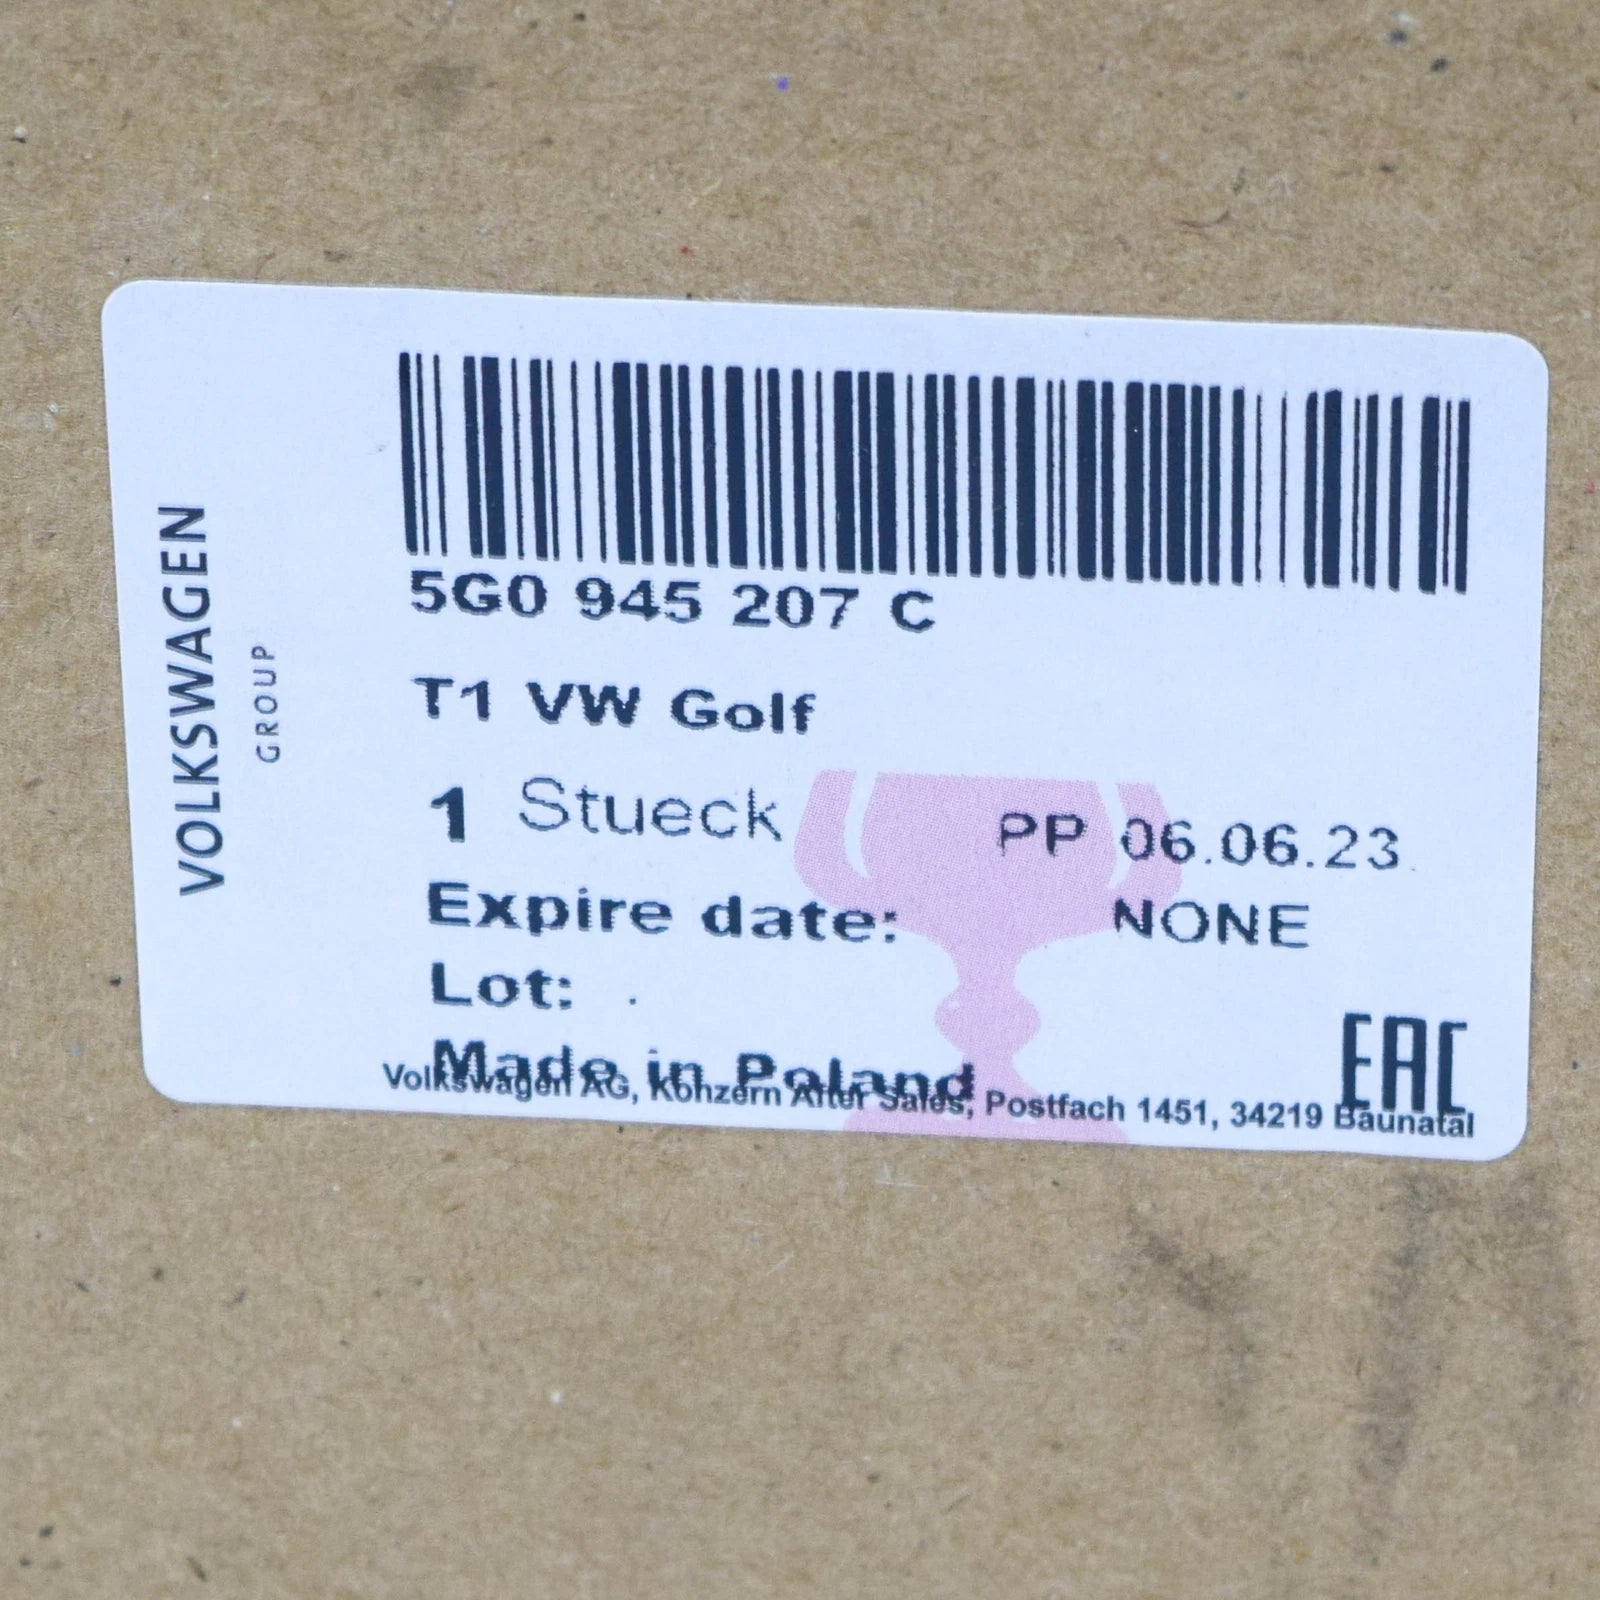 VOLKSWAGEN
GROUP
5G0 945 207 C
T1 VW Golf
1 Stueck PP 06.06.23
Expire date: NONE
Lot: .
Made in Poland
EAC
Volkswagen AG, Konzern After Sales, Postfach 1451, 34219 Baunatal